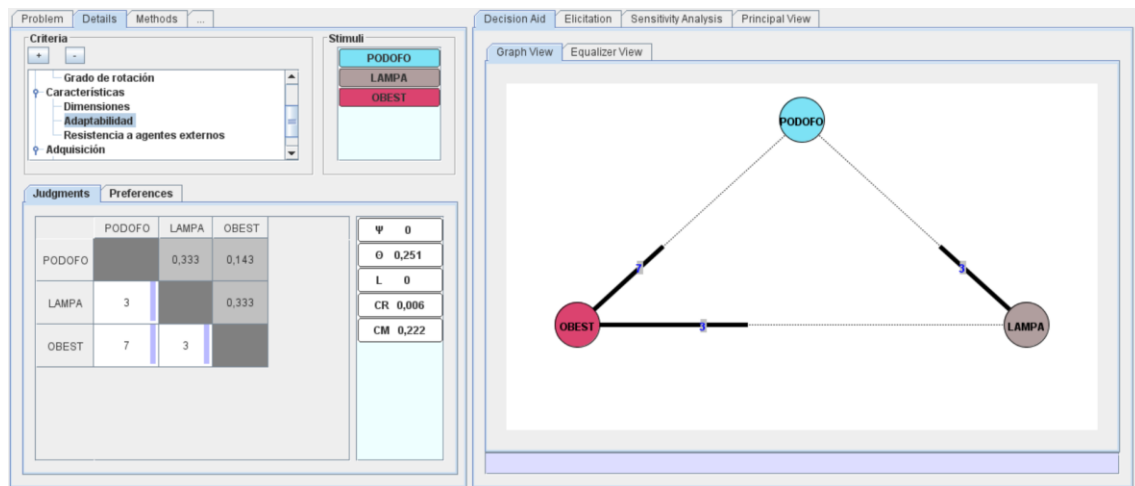 Problem Details Methods ...
Criteria
+ -
Grado de rotación
Características
Dimensiones
Adaptabilidad
Resistencia a agentes externos
Adquisición
Stimuli
PODOFO
LAMPA
OBEST
Judgments Preferences
PODOFO LAMPA OBEST
PODOFO 0,333 0,143
LAMPA 3 0,333
OBEST 7 3
Ψ 0
Θ 0,251
L 0
CR 0,006
CM 0,222
Decision Aid Elicitation Sensitivity Analysis Principal View
Graph View Equalizer View
PODOFO
7 3
OBEST 3 LAMPA